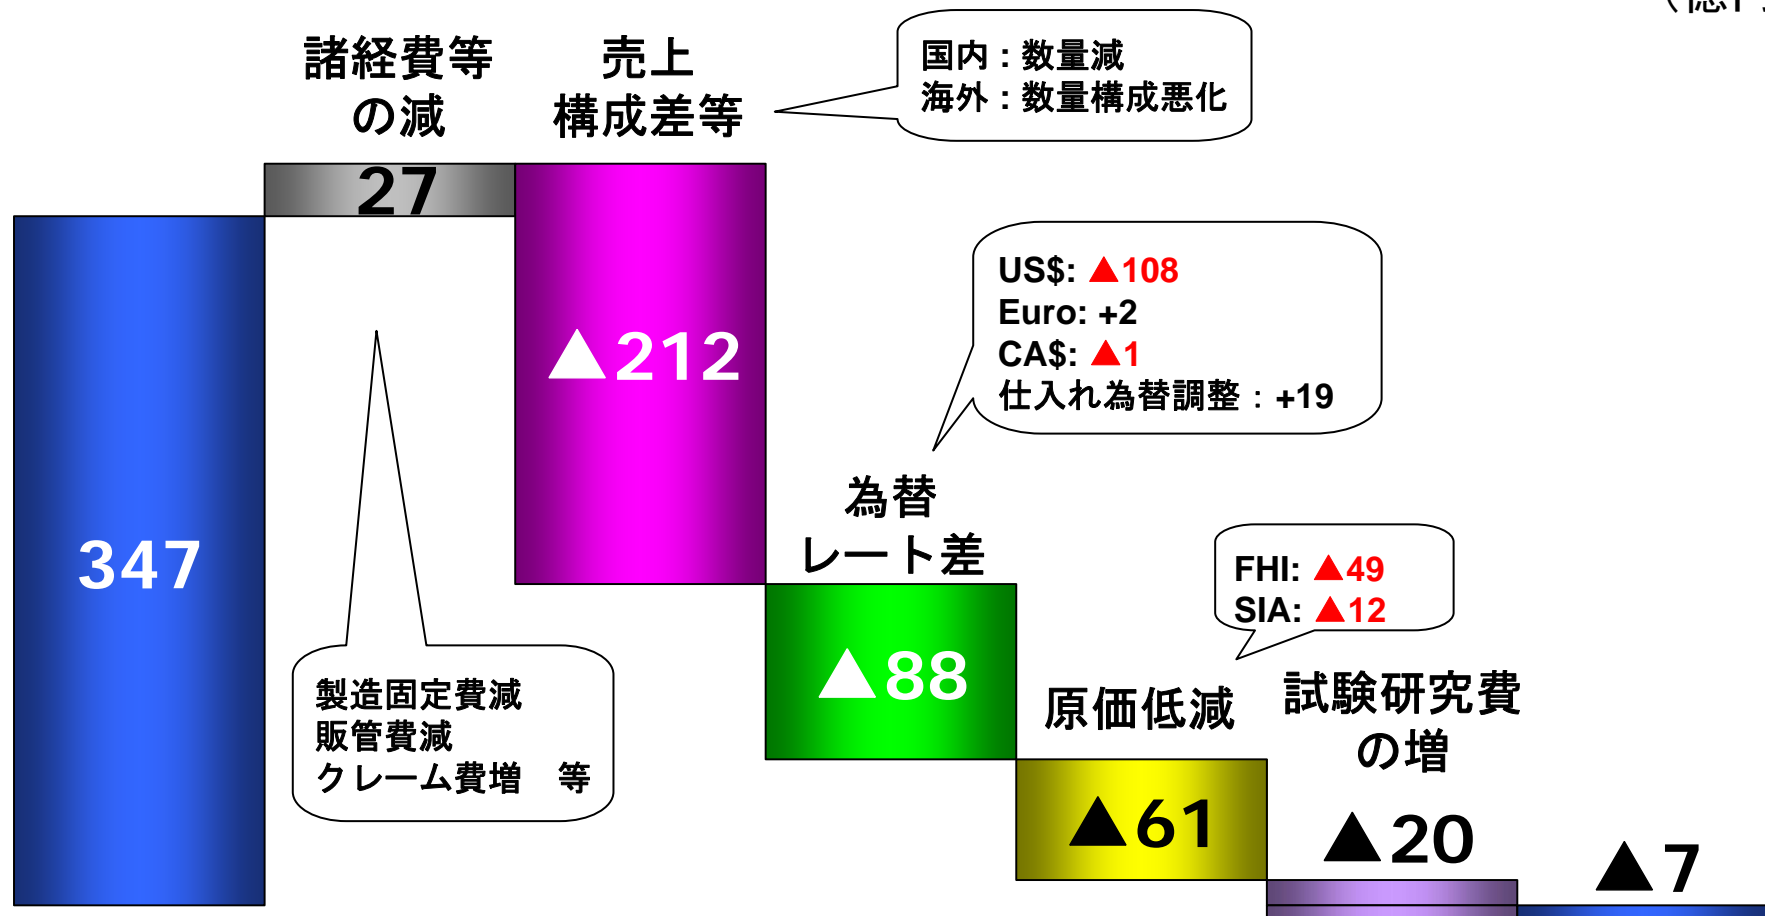 諸経費等
の減
売上
構成差等
国内：数量減
海外：数量構成悪化
27
347
▲212
US$: ▲108
Euro: +2
CA$: ▲1
仕入れ為替調整：+19
為替
レート差
▲88
製造固定費減
販管費減
クレーム費増　等
FHI: ▲49
SIA: ▲12
原価低減
▲61
試験研究費
の増
▲20
▲7